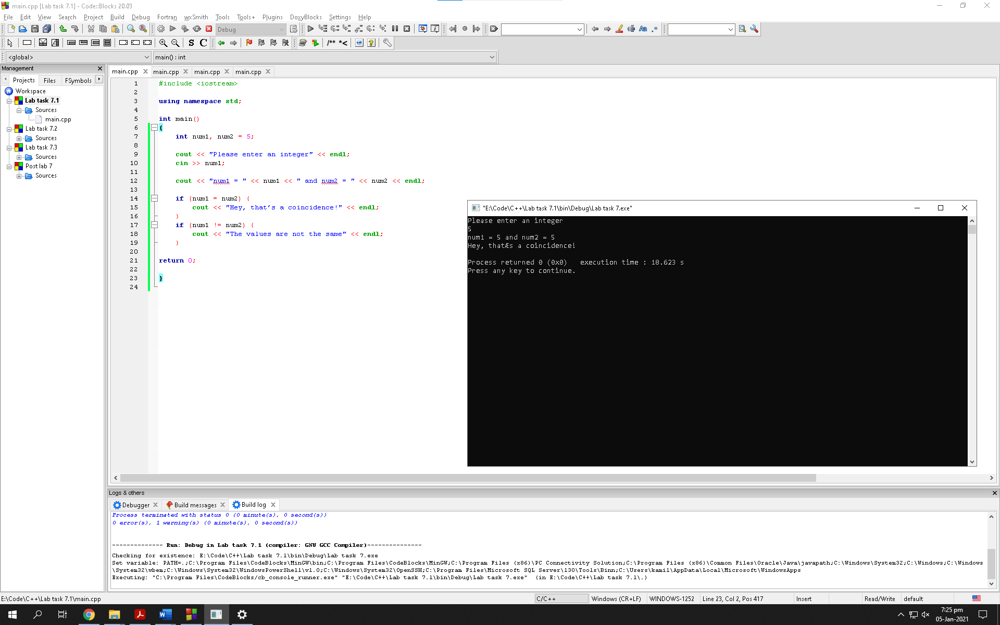 main.cpp [Lab task 7.1] - Code::Blocks 20.03
File Edit View Search Project Build Debug Fortran wxSmith Tools Tools+ Plugins DoxyBlocks Settings Help
Debug
S C /** *<
<global> main() : int
Management
Projects Files FSymbols
Workspace
Lab task 7.1
Sources
main.cpp
Lab task 7.2
Sources
Lab task 7.3
Sources
Post lab 7
Sources
main.cpp main.cpp main.cpp main.cpp
1 #include <iostream>
2
3 using namespace std;
4
5 int main()
6 {
7 int num1, num2 = 5;
8
9 cout << "Please enter an integer" << endl;
10 cin >> num1;
11
12 cout << "num1 = " << num1 << " and num2 = " << num2 << endl;
13
14 if (num1 = num2) {
15 cout << "Hey, that’s a coincidence!" << endl;
16 }
17 if (num1 != num2) {
18 cout << "The values are not the same" << endl;
19 }
20
21 return 0;
22
23 }
24
"E:\Code\C++\Lab task 7.1\bin\Debug\Lab task 7.exe"
Please enter an integer
5
num1 = 5 and num2 = 5
Hey, thatÆs a coincidence!
Process returned 0 (0x0) execution time : 18.623 s
Press any key to continue.
Logs & others
Debugger Build messages Build log
Process terminated with status 0 (0 minute(s), 0 second(s))
0 error(s), 1 warning(s) (0 minute(s), 0 second(s))
-------------- Run: Debug in Lab task 7.1 (compiler: GNU GCC Compiler)---------------
Checking for existence: E:\Code\C++\Lab task 7.1\bin\Debug\Lab task 7.exe
Set variable: PATH=.;C:\Program Files\CodeBlocks\MinGW\bin;C:\Program Files\CodeBlocks\MinGW;C:\Program Files (x86)\PC Connectivity Solution;C:\Program Files (x86)\Common Files\Oracle\Java\javapath;C:\Windows\System32;C:\Windows;C:\Windows
\System32\wbem;C:\Windows\System32\WindowsPowerShell\v1.0;C:\Windows\System32\OpenSSH;C:\Program Files\Microsoft SQL Server\130\Tools\Binn;C:\Users\kamil\AppData\Local\Microsoft\WindowsApps
Executing: "C:\Program Files\CodeBlocks/cb_console_runner.exe" "E:\Code\C++\Lab task 7.1\bin\Debug\Lab task 7.exe" (in E:\Code\C++\Lab task 7.1\.)
E:\Code\C++\Lab task 7.1\main.cpp C/C++ Windows (CR+LF) WINDOWS-1252 Line 23, Col 2, Pos 417 Insert Read/Write default
7:25 pm
05-Jan-2021